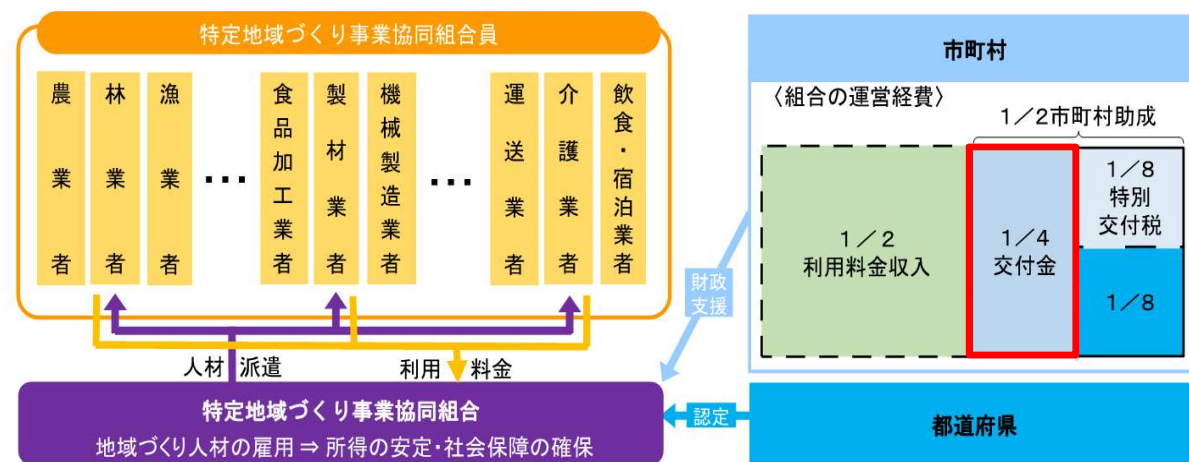 特定地域づくり事業協同組合員
農業者
林業者
漁業者
…
食品加工業者
製材業者
機械製造業者
…
運送業者
介護業者
飲食・宿泊業者
人材派遣
利用料金
特定地域づくり事業協同組合
地域づくり人材の雇用 ⇒ 所得の安定・社会保障の確保
財政
支援
認定
市町村
〈組合の運営経費〉
1／2市町村助成
1／2
利用料金収入
1／4
交付金
1／8
特別
交付税
1／8
都道府県